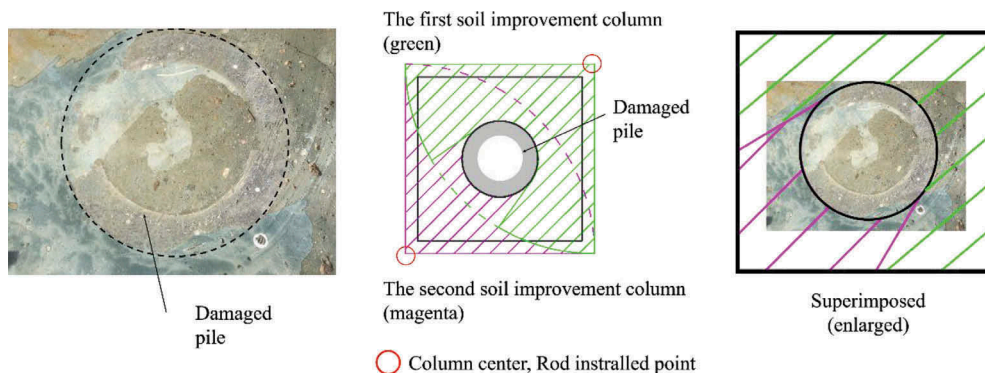 The first soil improvement column
(green)
Damaged
pile
Damaged
pile
The second soil improvement column
(magenta)
Superimposed
(enlarged)
Column center, Rod instralled point